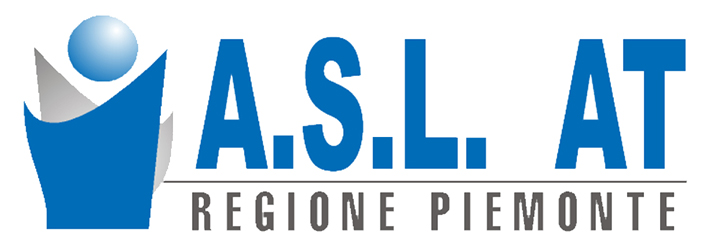 A.S.L. AT
REGIONE PIEMONTE